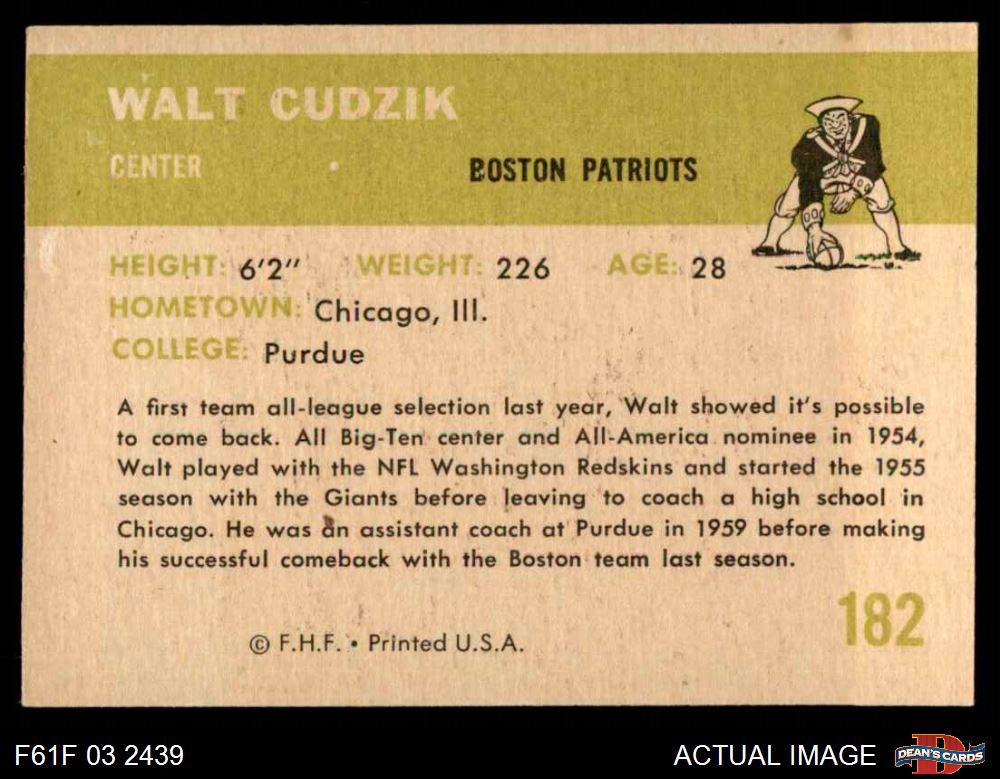 WALT CUDZIK
CENTER • BOSTON PATRIOTS
HEIGHT: 6'2" WEIGHT: 226 AGE: 28
HOMETOWN: Chicago, Ill.
COLLEGE: Purdue
A first team all-league selection last year, Walt showed it's possible
to come back. All Big-Ten center and All-America nominee in 1954,
Walt played with the NFL Washington Redskins and started the 1955
season with the Giants before leaving to coach a high school in
Chicago. He was an assistant coach at Purdue in 1959 before making
his successful comeback with the Boston team last season.
182
© F.H.F. • Printed U.S.A.
F61F 03 2439
ACTUAL IMAGE
DEAN'S CARDS